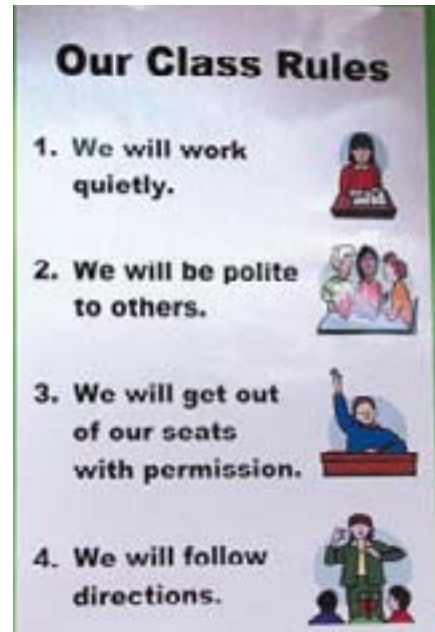 Our Class Rules
1. We will work
quietly.
2. We will be polite
to others.
3. We will get out
of our seats
with permission.
4. We will follow
directions.